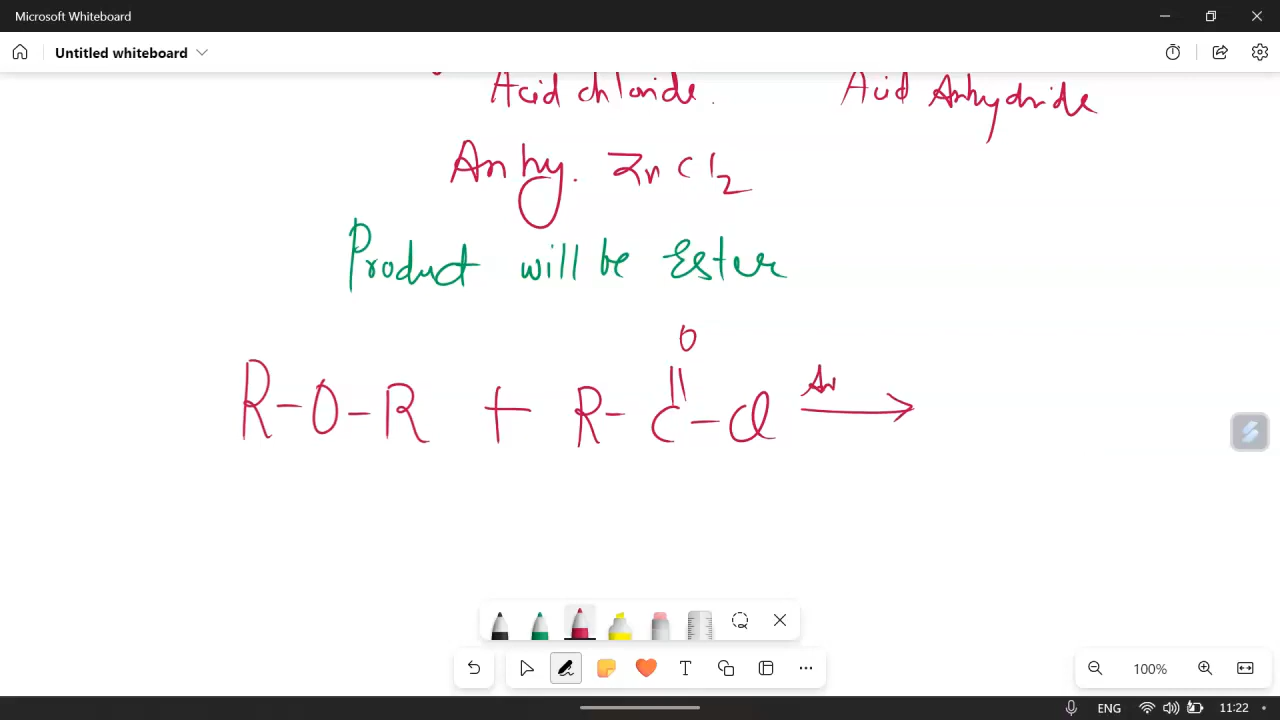 Microsoft Whiteboard
Untitled whiteboard
Acid chloride. Acid Anhydride
Anhy. ZnCl2
Product will be Ester
O
R-O-R + R-C-Cl An
100%
ENG 11:22